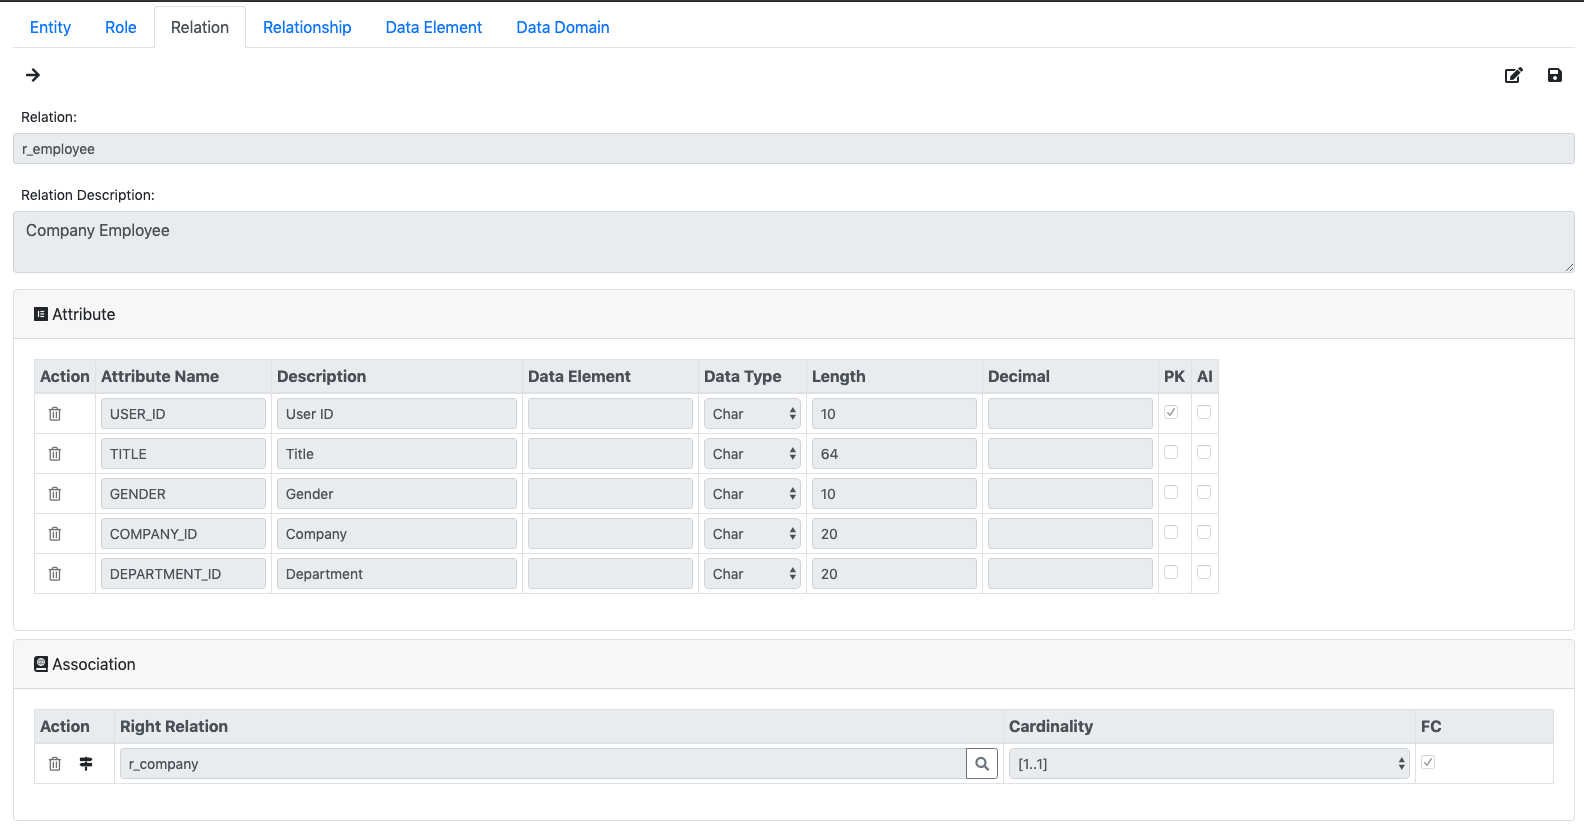 Entity Role Relation Relationship Data Element Data Domain
Relation:
r_employee
Relation Description:
Company Employee
Attribute
Action Attribute Name Description Data Element Data Type Length Decimal PK AI
USER_ID User ID Char 10
TITLE Title Char 64
GENDER Gender Char 10
COMPANY_ID Company Char 20
DEPARTMENT_ID Department Char 20
Association
Action Right Relation Cardinality FC
r_company [1..1]